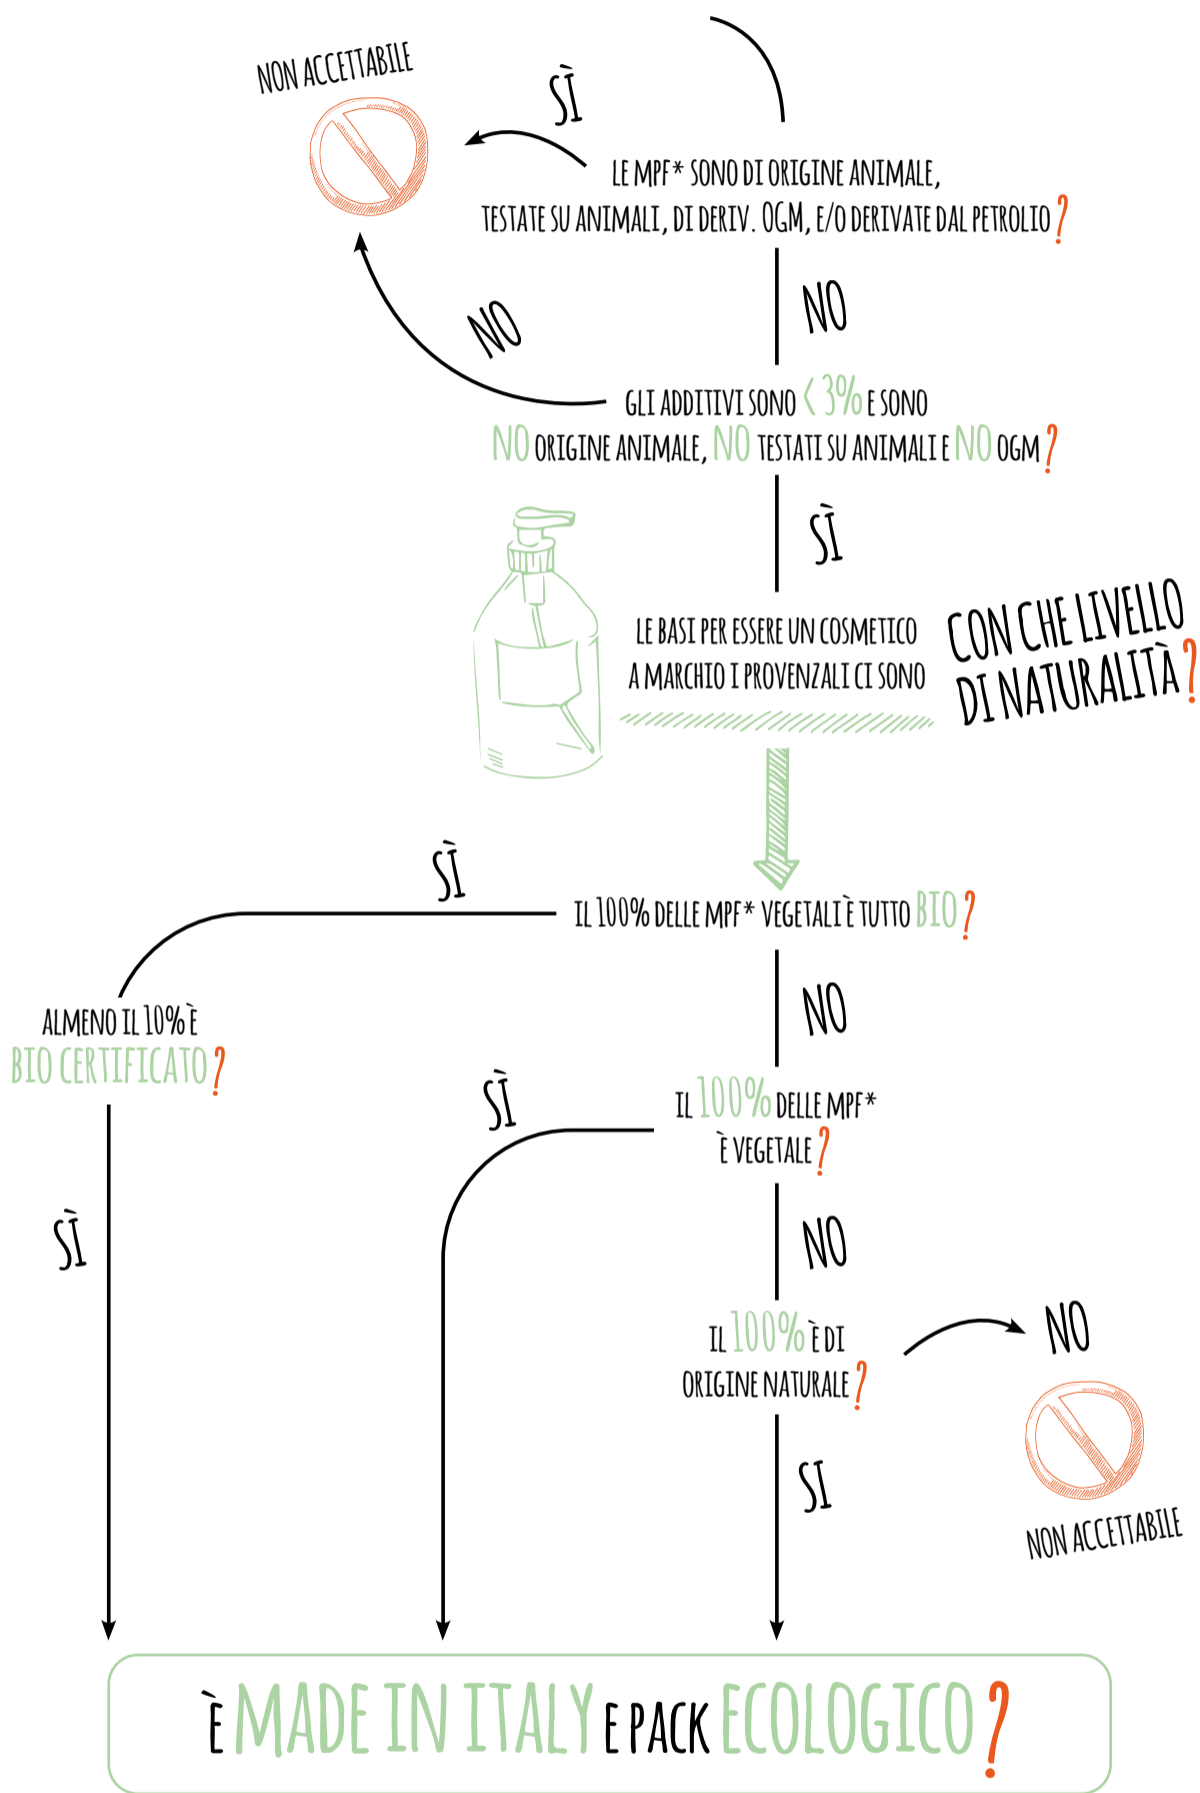 NON ACCETTABILE
SÌ
LE MPF* SONO DI ORIGINE ANIMALE,
TESTATE SU ANIMALI, DI DERIV. OGM, E/O DERIVATE DAL PETROLIO?
NO
NO
GLI ADDITIVI SONO < 3% E SONO
NO ORIGINE ANIMALE, NO TESTATI SU ANIMALI E NO OGM?
SÌ
LE BASI PER ESSERE UN COSMETICO
A MARCHIO I PROVENZALI CI SONO
CON CHE LIVELLO
DI NATURALITÀ?
SÌ
IL 100% DELLE MPF* VEGETALI È TUTTO BIO?
NO
ALMENO IL 10% È
BIO CERTIFICATO?
SÌ
IL 100% DELLE MPF*
È VEGETALE?
SÌ
NO
IL 100% È DI
ORIGINE NATURALE?
NO
NON ACCETTABILE
SI
È MADE IN ITALY E PACK ECOLOGICO?